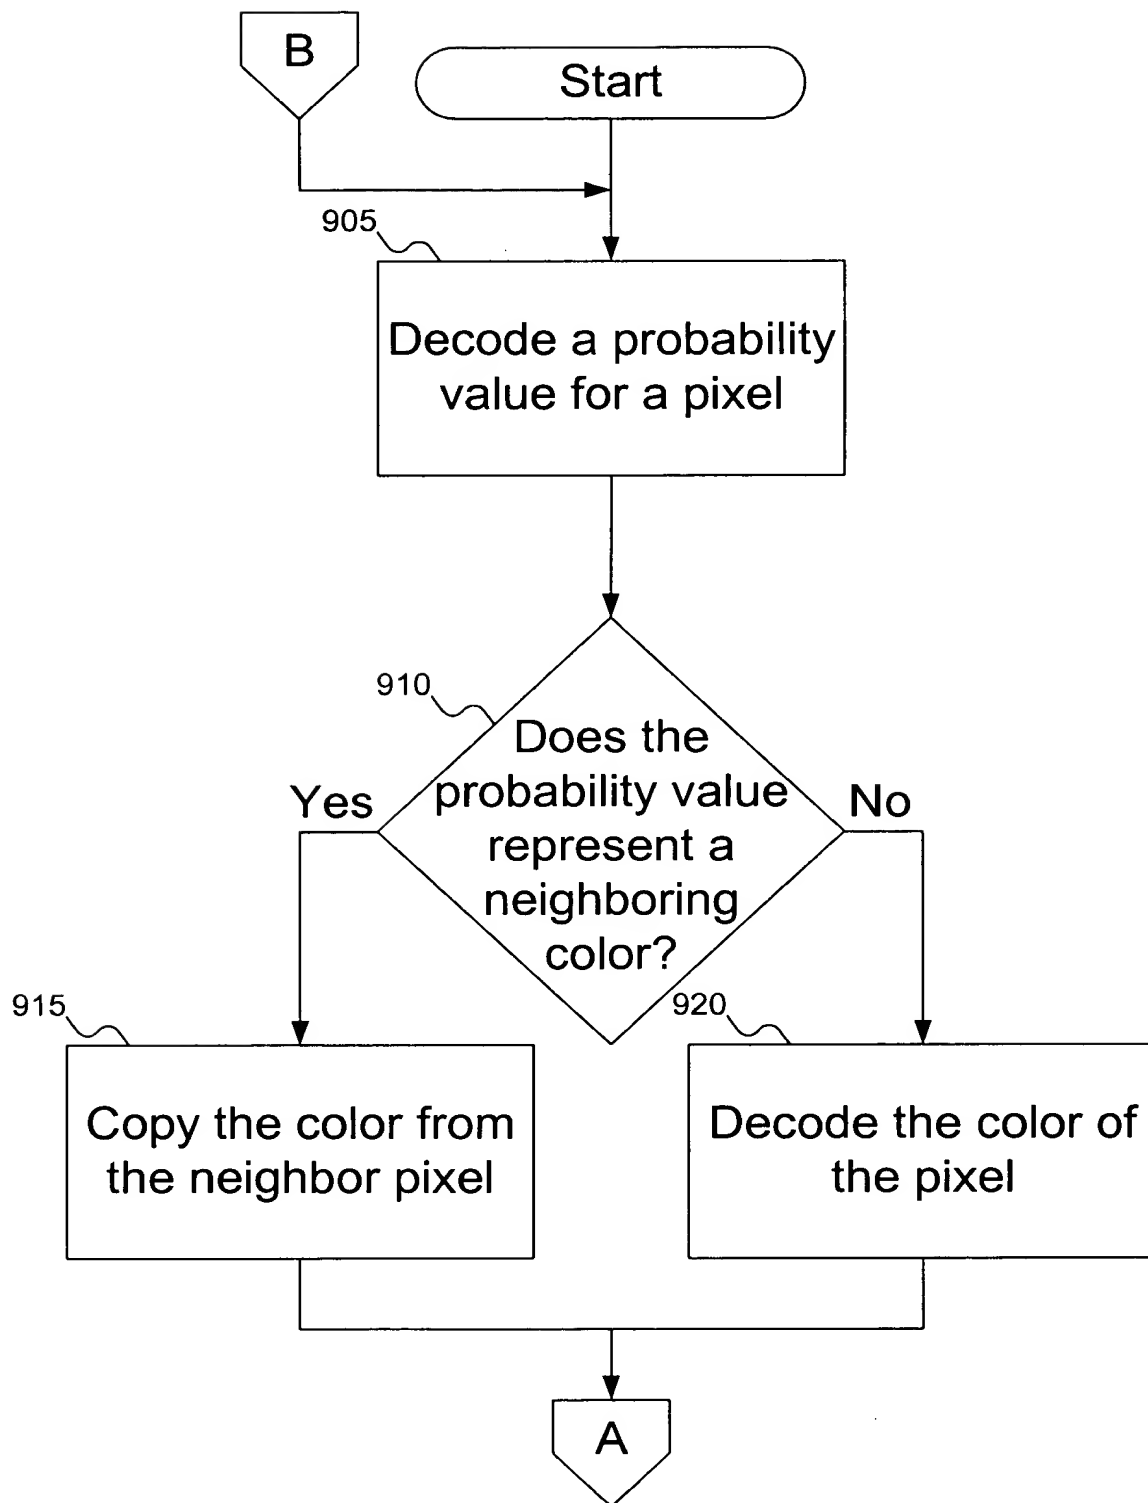 B
Start
905
Decode a probability
value for a pixel
910
Does the
probability value
represent a
neighboring
color?
Yes
No
915
Copy the color from
the neighbor pixel
920
Decode the color of
the pixel
A